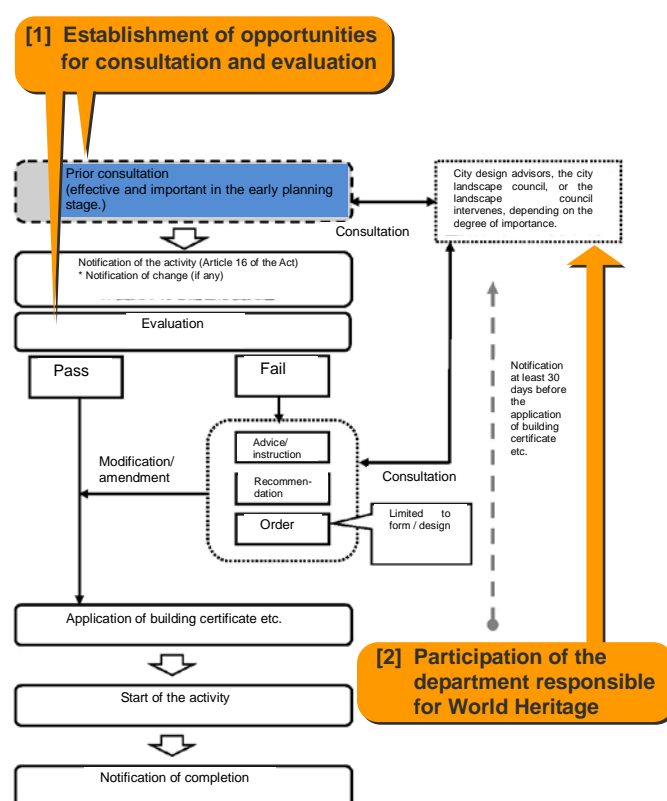 [1] Establishment of opportunities
for consultation and evaluation
Prior consultation
(effective and important in the early planning
stage.)
City design advisors, the city
landscape council, or the
landscape council
intervenes, depending on the
degree of importance.
Consultation
Notification of the activity (Article 16 of the Act)
* Notification of change (if any)
Evaluation
Pass
Fail
Notification
at least 30
days before
the
application
of building
certificate
etc.
Advice/
instruction
Modification/
amendment
Consultation
Recommen-
dation
Order
Limited to
form / design
Application of building certificate etc.
[2] Participation of the
department responsible
for World Heritage
Start of the activity
Notification of completion